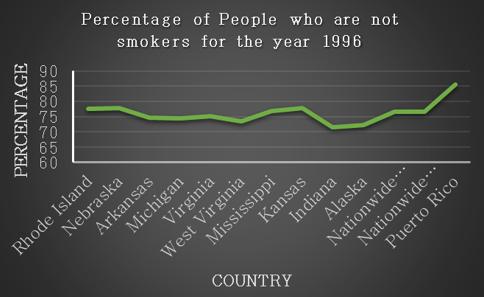 Percentage of People who are not
smokers for the year 1996
PERCENTAGE
90
85
80
75
70
65
60
Rhode Island
Nebraska
Arkansas
Michigan
Virginia
West Virginia
Mississippi
Kansas
Indiana
Alaska
Nationwide...
Nationwide...
Puerto Rico
COUNTRY